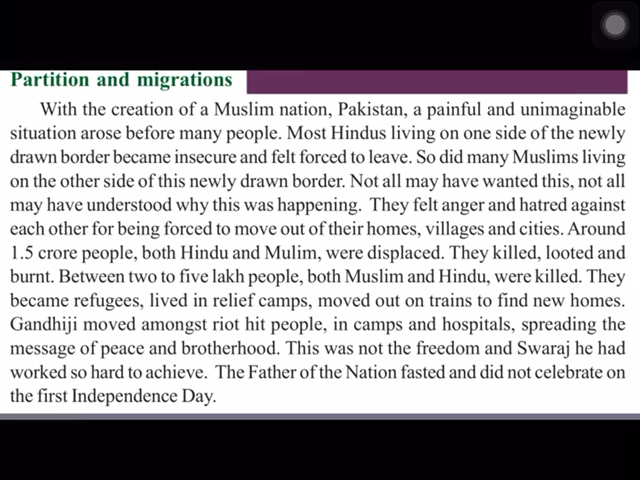 Partition and migrations
With the creation of a Muslim nation, Pakistan, a painful and unimaginable
situation arose before many people. Most Hindus living on one side of the newly
drawn border became insecure and felt forced to leave. So did many Muslims living
on the other side of this newly drawn border. Not all may have wanted this, not all
may have understood why this was happening. They felt anger and hatred against
each other for being forced to move out of their homes, villages and cities. Around
1.5 crore people, both Hindu and Mulim, were displaced. They killed, looted and
burnt. Between two to five lakh people, both Muslim and Hindu, were killed. They
became refugees, lived in relief camps, moved out on trains to find new homes.
Gandhiji moved amongst riot hit people, in camps and hospitals, spreading the
message of peace and brotherhood. This was not the freedom and Swaraj he had
worked so hard to achieve. The Father of the Nation fasted and did not celebrate on
the first Independence Day.